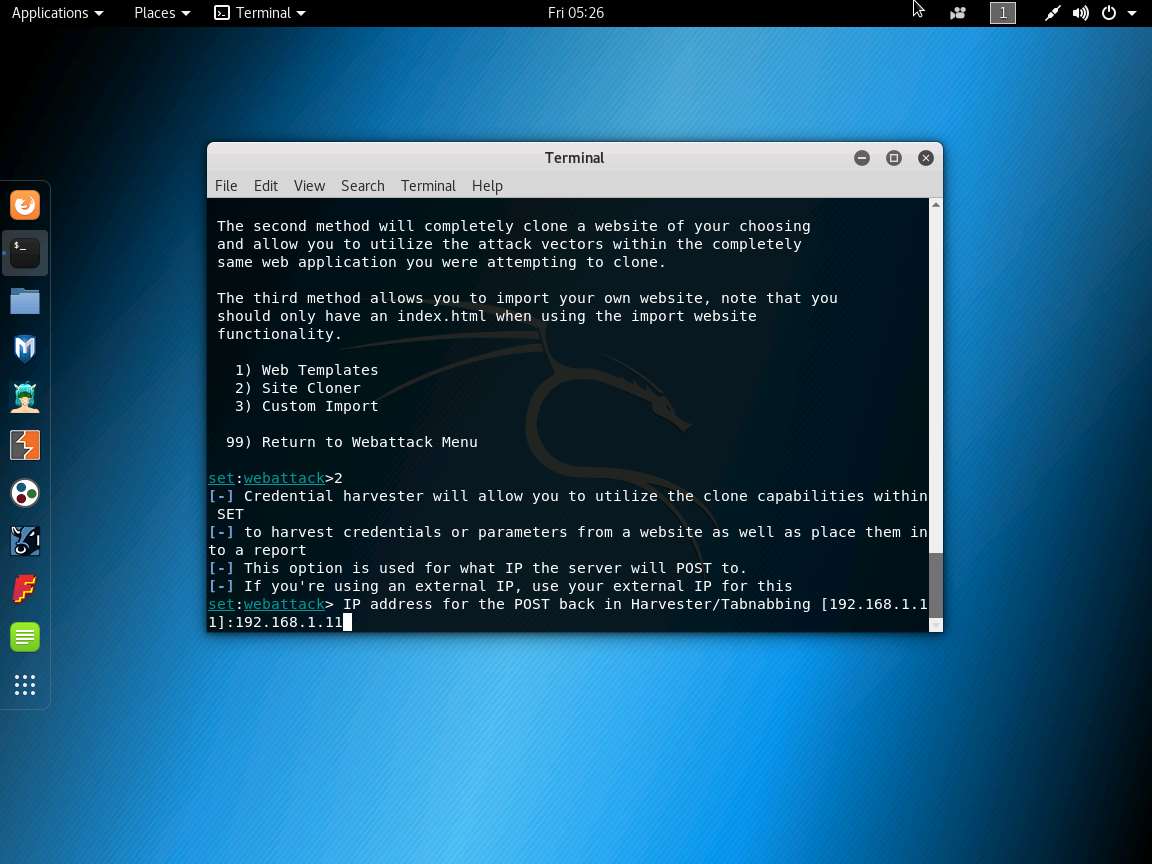 Applications Places Terminal Fri 05:26 1
Terminal
File Edit View Search Terminal Help
The second method will completely clone a website of your choosing
and allow you to utilize the attack vectors within the completely
same web application you were attempting to clone.
The third method allows you to import your own website, note that you
should only have an index.html when using the import website
functionality.
1) Web Templates
2) Site Cloner
3) Custom Import
99) Return to Webattack Menu
set:webattack>2
[-] Credential harvester will allow you to utilize the clone capabilities within
SET
[-] to harvest credentials or parameters from a website as well as place them in
to a report
[-] This option is used for what IP the server will POST to.
[-] If you're using an external IP, use your external IP for this
set:webattack> IP address for the POST back in Harvester/Tabnabbing [192.168.1.1
1]:192.168.1.11